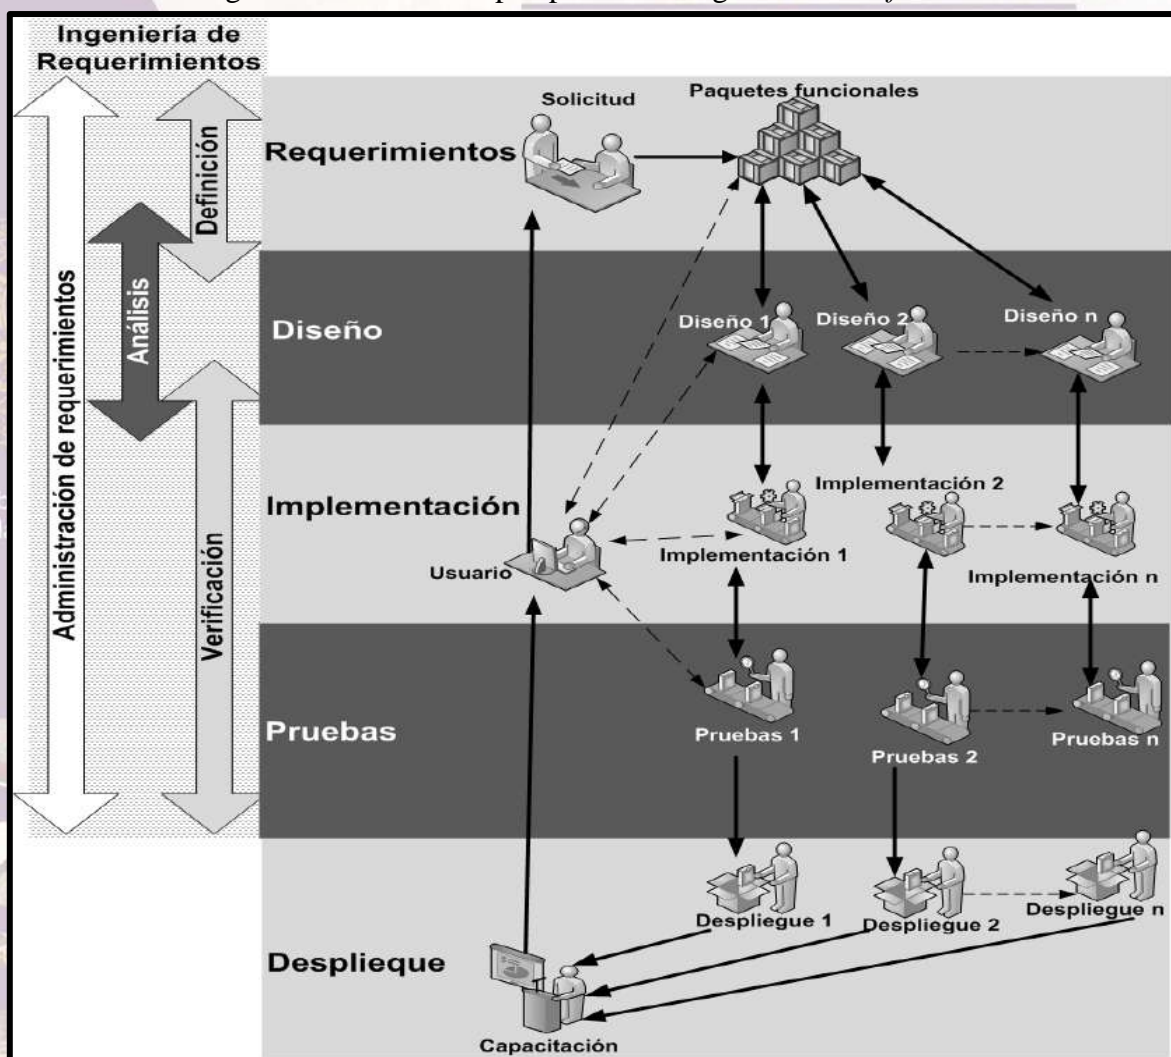 Ingeniería de
Requerimientos
Administración de requerimientos
Análisis
Definición
Verificación
Solicitud
Paquetes funcionales
Requerimientos
Diseño
Diseño 1
Diseño 2
Diseño n
Implementación
Implementación 2
Usuario
Implementación 1
Implementación n
Pruebas
Pruebas 1
Pruebas 2
Pruebas n
Despliegue 1
Despliegue 2
Despliegue n
Desplieque
Capacitación